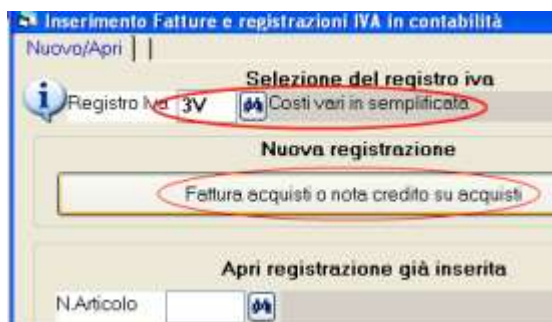 Inserimento Fatture e registrazioni IVA in contabilità
Nuovo/Apri
Selezione del registro iva
Registro Iva 3V Costi vari in semplificata
Nuova registrazione
Fattura acquisti o nota credito su acquisti
Apri registrazione già inserita
N.Articolo